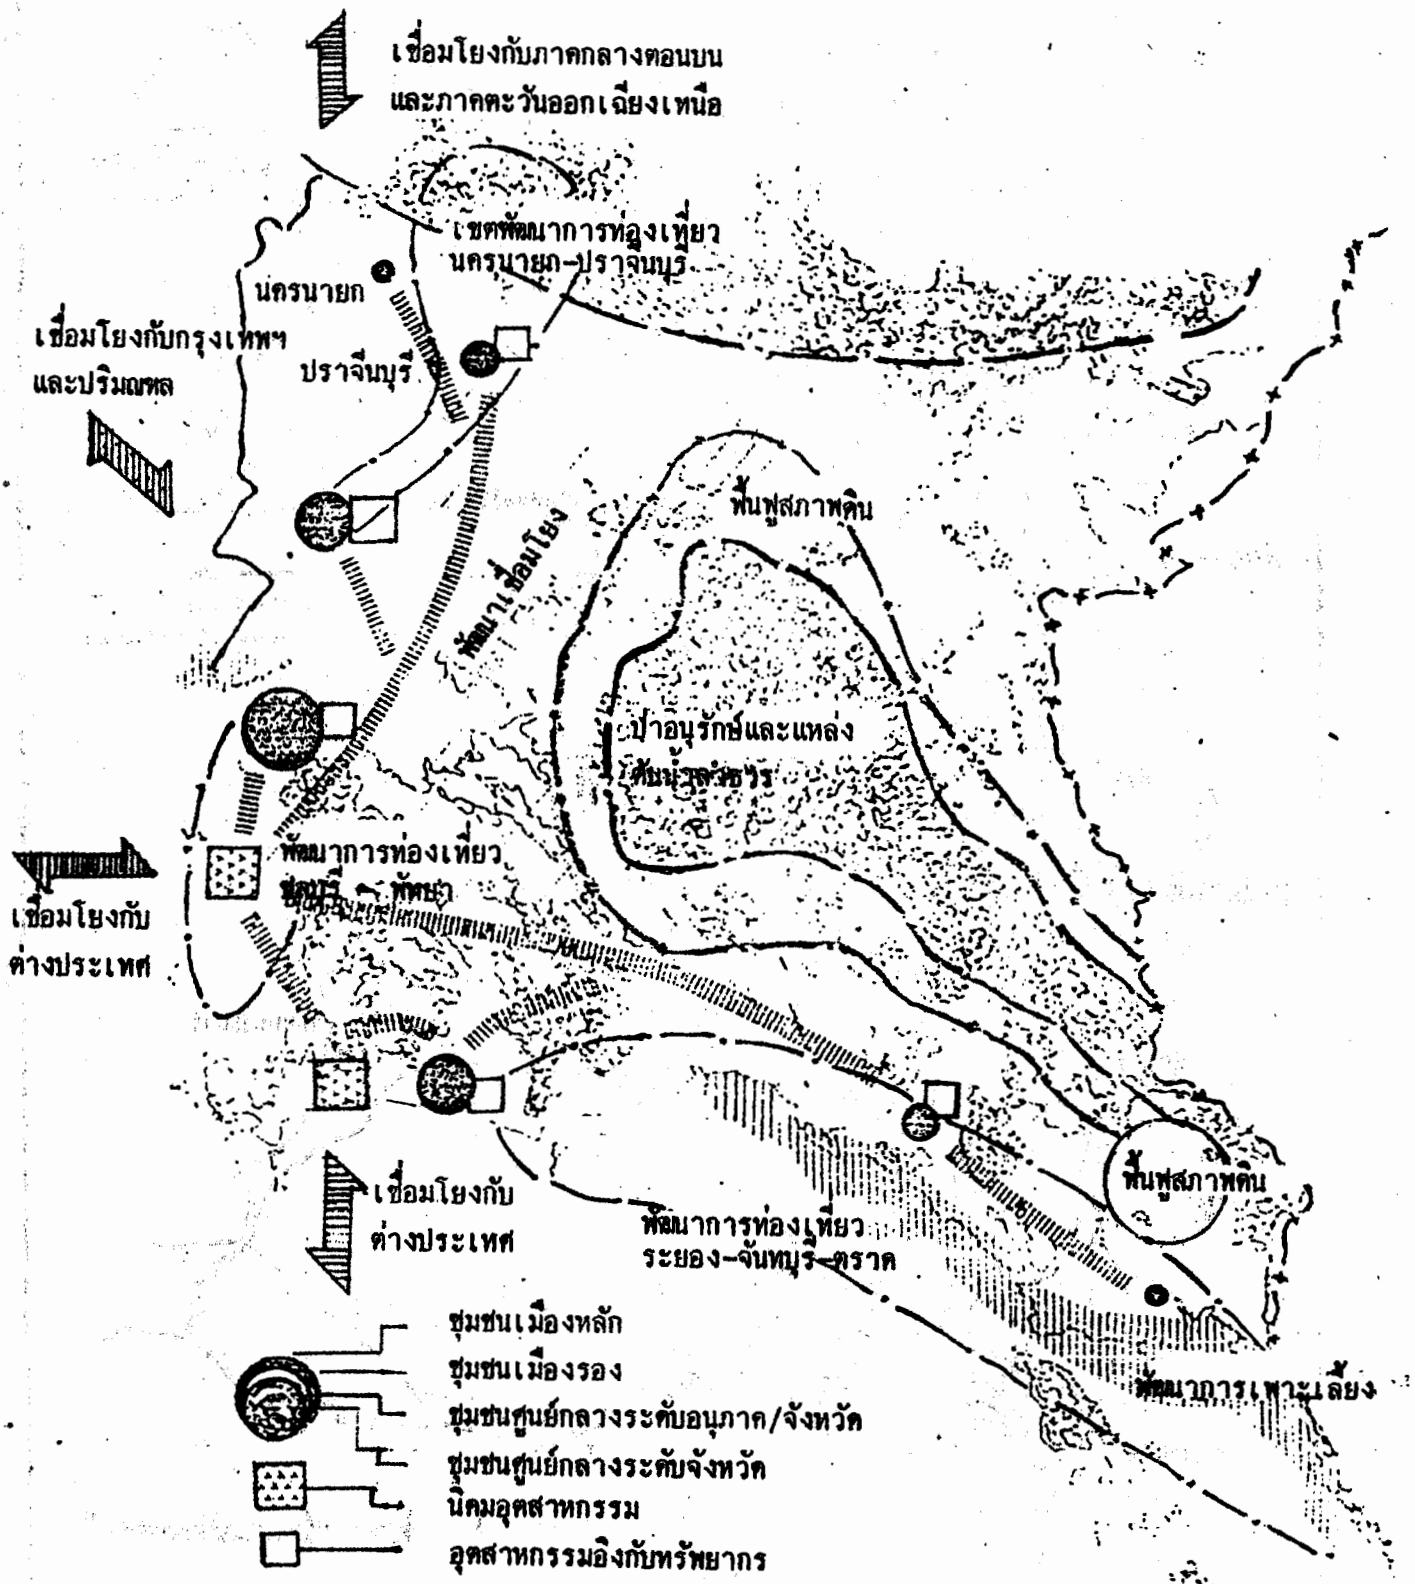 เชื่อมโยงกับภาคกลางตอนบน
และภาคตะวันออกเฉียงเหนือ
เขตพัฒนาการท่องเที่ยว
นครนายก-ปราจีนบุรี
นครนายก
เชื่อมโยงกับกรุงเทพฯ
และปริมณฑล
ปราจีนบุรี
ฟื้นฟูสภาพดิน
พัฒนาเชื่อมโยง
ป่าอนุรักษ์และแหล่ง
ต้นน้ำลำธาร
พัฒนาการท่องเที่ยว
ชลบุรี - พัทยา
เชื่อมโยงกับ
ต่างประเทศ
เชื่อมโยงกับ
ต่างประเทศ
ฟื้นฟูสภาพดิน
พัฒนาการท่องเที่ยว
ระยอง-จันทบุรี-ตราด
พัฒนาการเพาะเลี้ยง
ชุมชนเมืองหลัก
ชุมชนเมืองรอง
ชุมชนศูนย์กลางระดับอนุภาค/จังหวัด
ชุมชนศูนย์กลางระดับจังหวัด
นิคมอุตสาหกรรม
อุตสาหกรรมอิงกับทรัพยากร